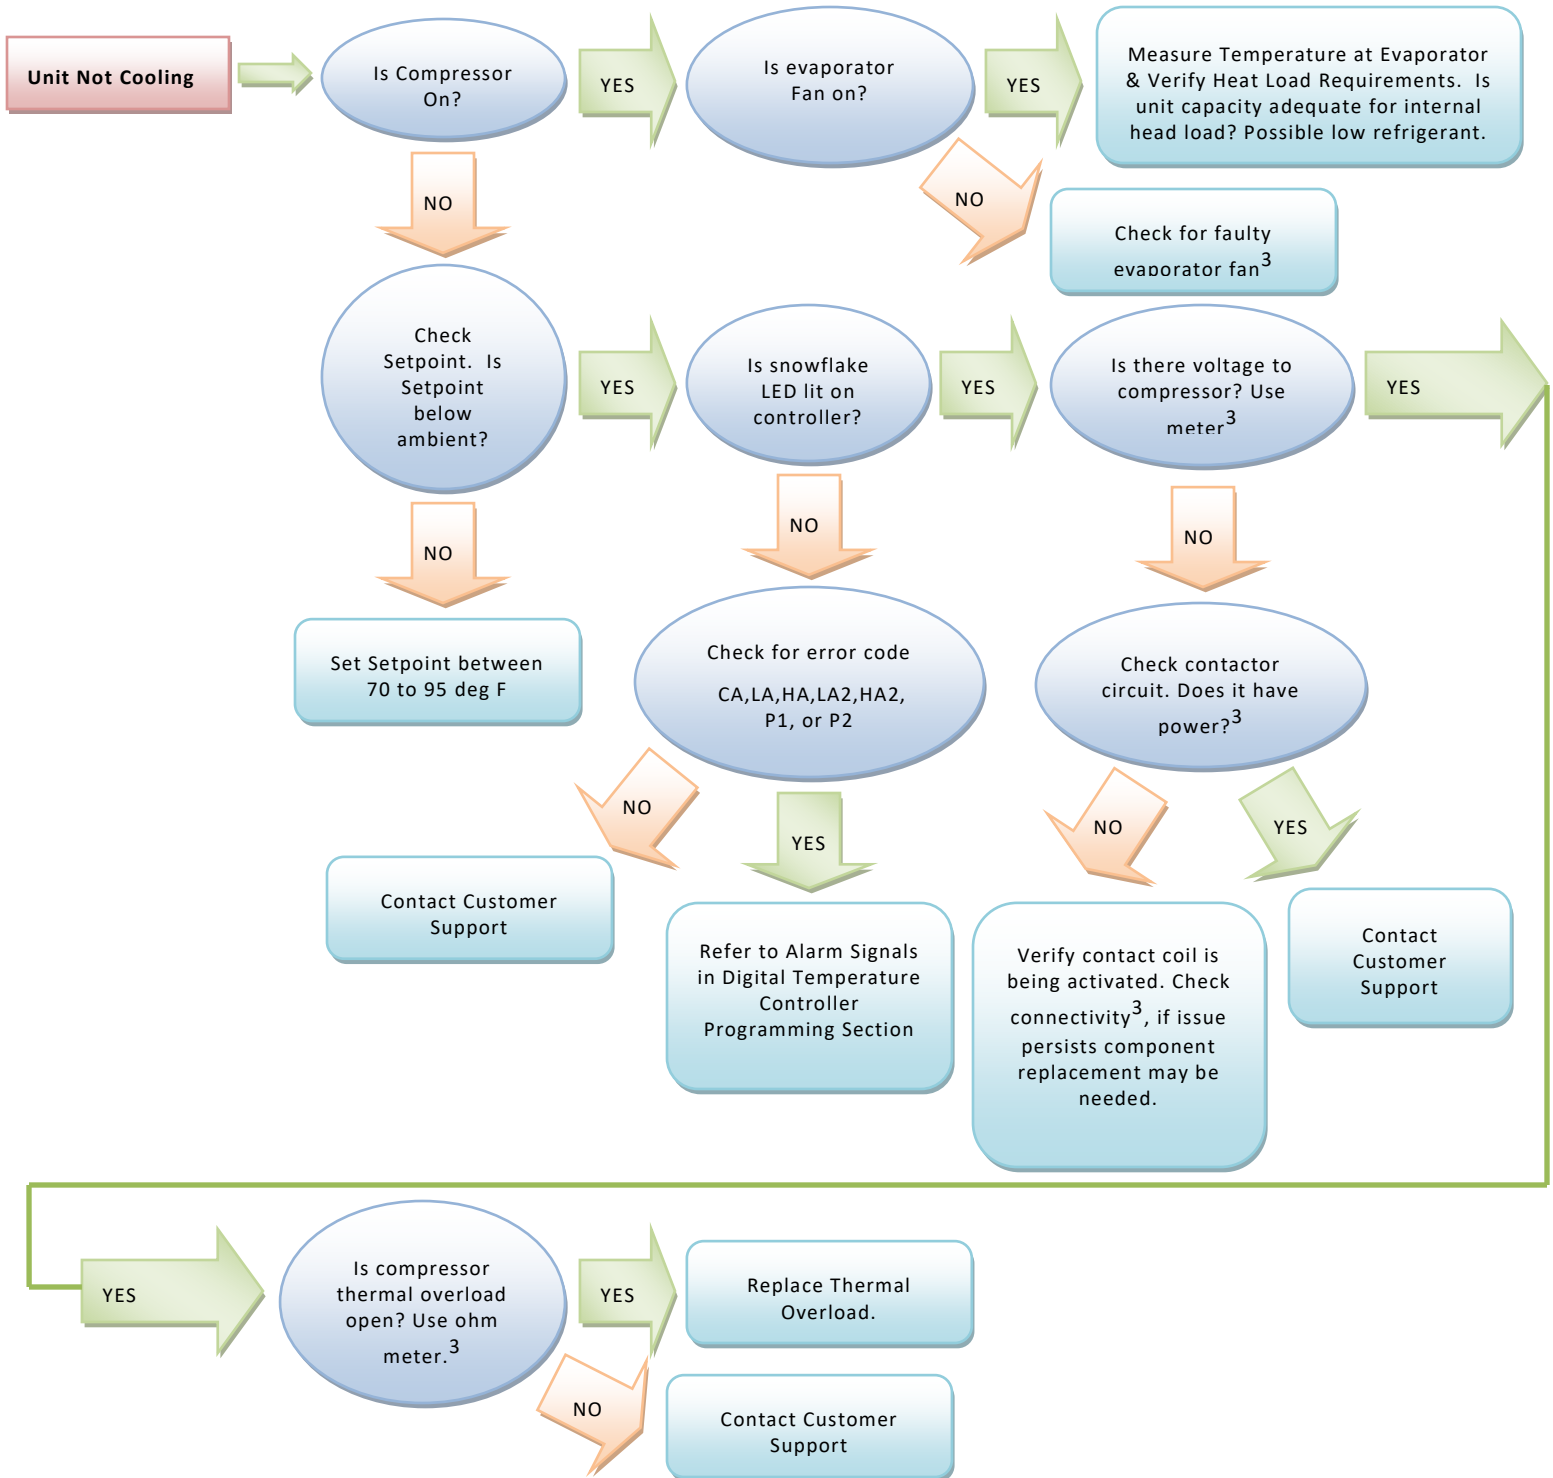 Unit Not Cooling
Is Compressor
On?
YES
Is evaporator
Fan on?
YES
Measure Temperature at Evaporator
& Verify Heat Load Requirements. Is
unit capacity adequate for internal
head load? Possible low refrigerant.
NO
NO
Check for faulty
evaporator fan3
Check
Setpoint. Is
Setpoint
below
ambient?
YES
Is snowflake
LED lit on
controller?
YES
Is there voltage to
compressor? Use
meter3
YES
NO
NO
NO
Set Setpoint between
70 to 95 deg F
Check for error code
CA,LA,HA,LA2,HA2,
P1, or P2
Check contactor
circuit. Does it have
power?3
NO
YES
NO
YES
Contact Customer
Support
Refer to Alarm Signals
in Digital Temperature
Controller
Programming Section
Verify contact coil is
being activated. Check
connectivity3, if issue
persists component
replacement may be
needed.
Contact
Customer
Support
YES
Is compressor
thermal overload
open? Use ohm
meter.3
YES
Replace Thermal
Overload.
NO
Contact Customer
Support